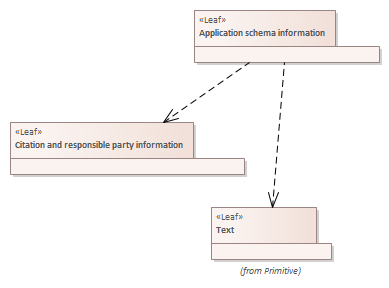 «Leaf»
Application schema information
«Leaf»
Citation and responsible party information
«Leaf»
Text
(from Primitive)